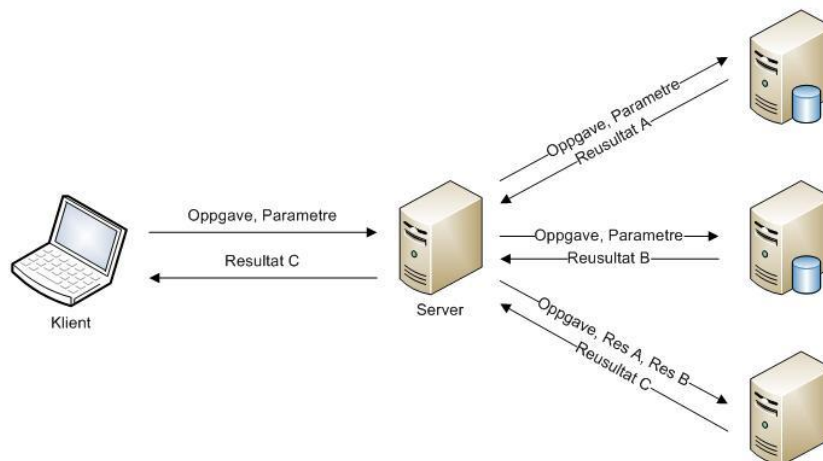 Oppgave, Parametre
Resultat C
Klient
Server
Oppgave, Parametre
Reusultat A
Oppgave, Parametre
Reusultat B
Oppgave, Res A, Res B
Reusultat C